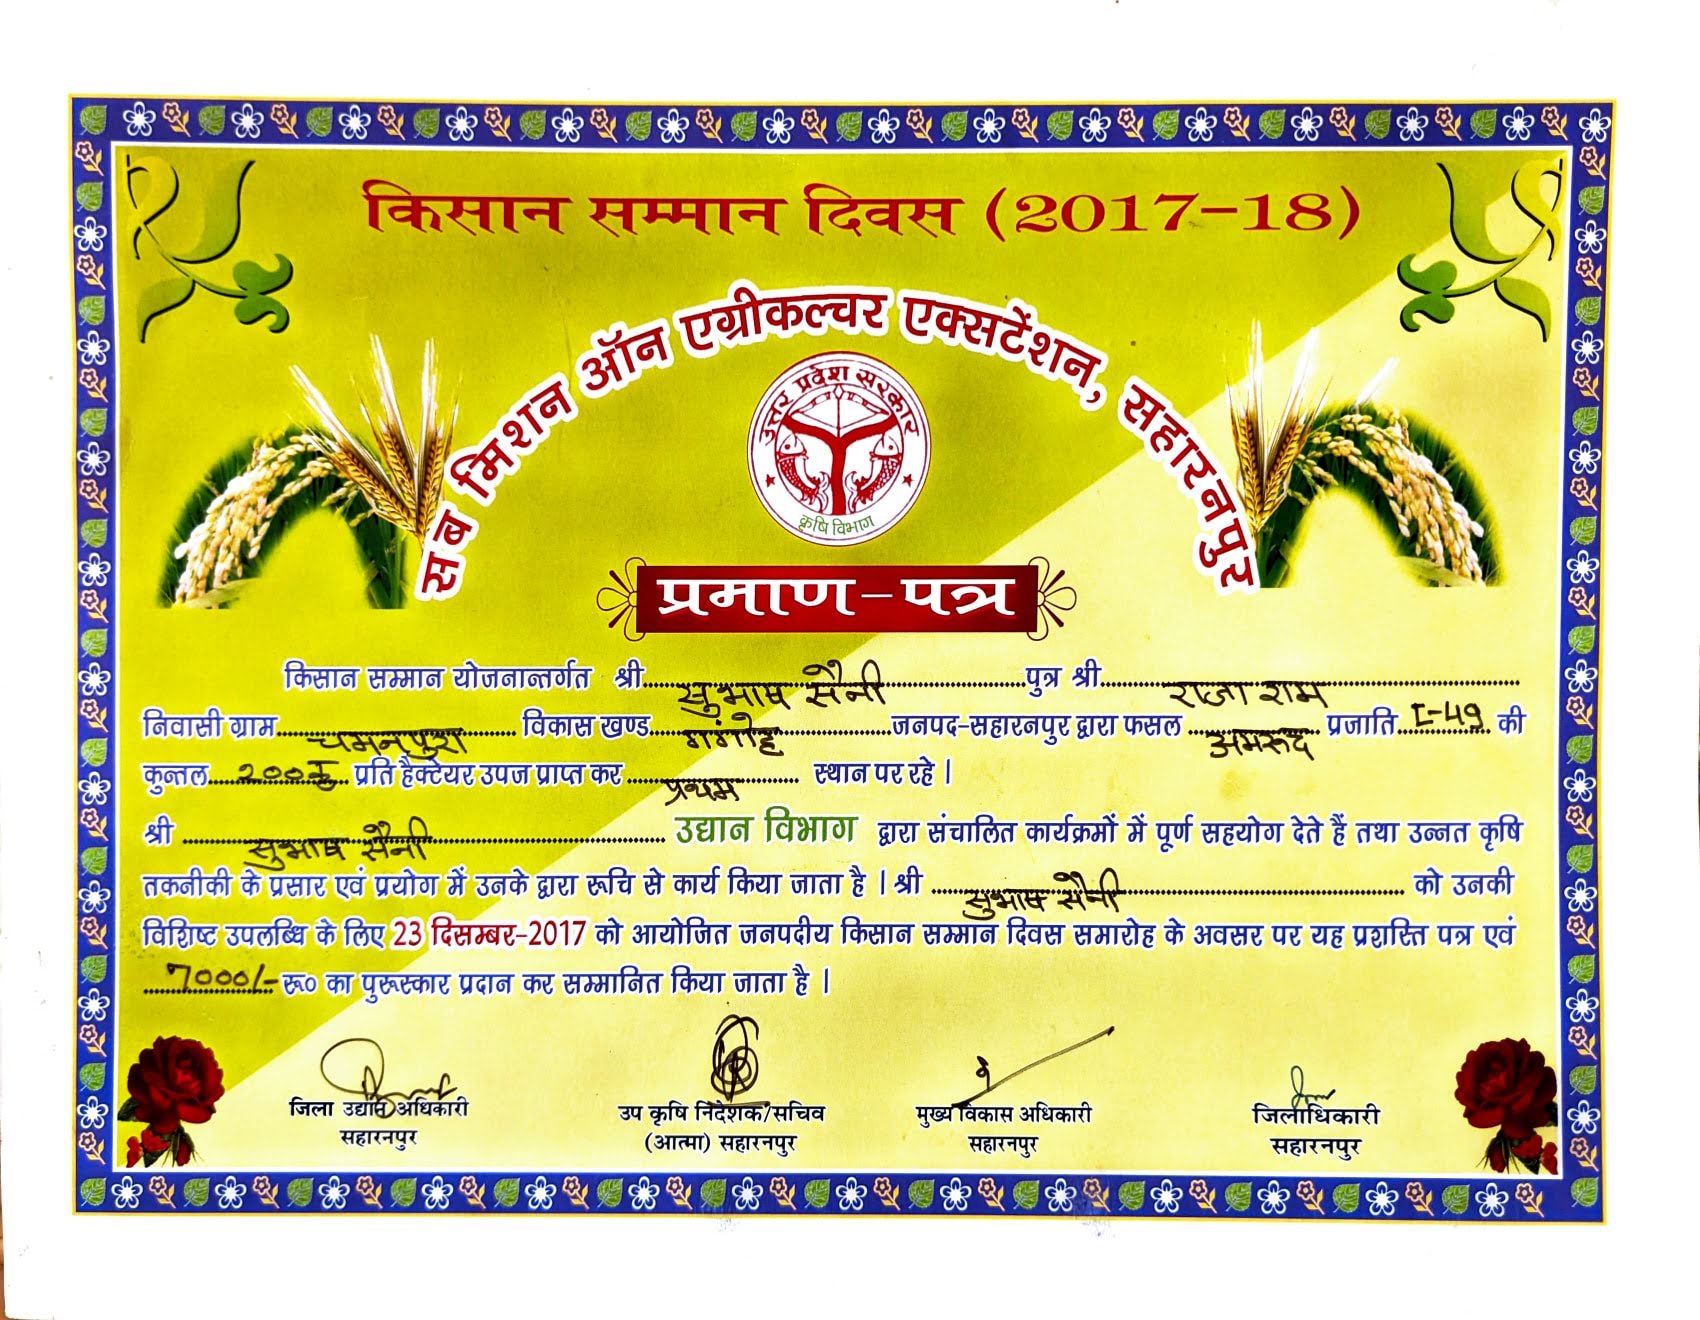 किसान सम्मान दिवस (2017-18)
सब मिशन ऑन एग्रीकल्चर एक्सटेंशन, सहारनपुर
उत्तर प्रदेश सरकार
कृषि विभाग
प्रमाण-पत्र
किसान सम्मान योजनान्तर्गत श्री सुभाष सैनी पुत्र श्री राजा राम
निवासी ग्राम चमनपुरा विकास खण्ड गंगोह जनपद-सहारनपुर द्वारा फसल अमरूद प्रजाति L-49 की
कुन्तल २००कु प्रति हैक्टेयर उपज प्राप्त कर प्रथम स्थान पर रहे।
श्री सुभाष सैनी उद्यान विभाग द्वारा संचालित कार्यक्रमों में पूर्ण सहयोग देते हैं तथा उन्नत कृषि
तकनीकी के प्रसार एवं प्रयोग में उनके द्वारा रूचि से कार्य किया जाता है। श्री सुभाष सैनी को उनकी
विशिष्ट उपलब्धि के लिए 23 दिसम्बर-2017 को आयोजित जनपदीय किसान सम्मान दिवस समारोह के अवसर पर यह प्रशस्ति पत्र एवं
7000/- रू० का पुरूस्कार प्रदान कर सम्मानित किया जाता है।
जिला उद्यान अधिकारी
सहारनपुर
उप कृषि निदेशक/सचिव
(आत्मा) सहारनपुर
मुख्य विकास अधिकारी
सहारनपुर
जिलाधिकारी
सहारनपुर